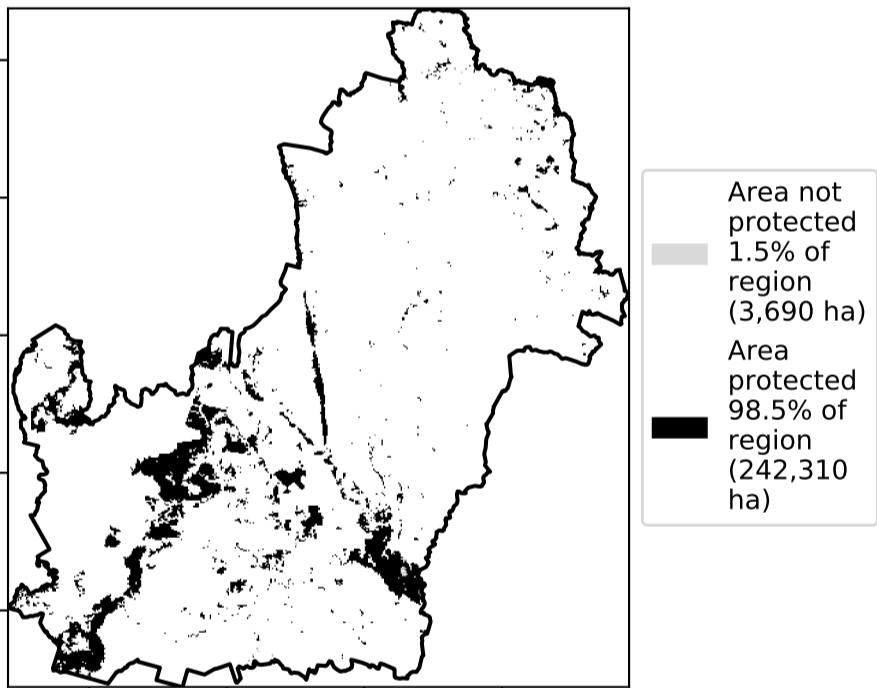 Area not
protected
1.5% of
region
(3,690 ha)
Area
protected
98.5% of
region
(242,310
ha)